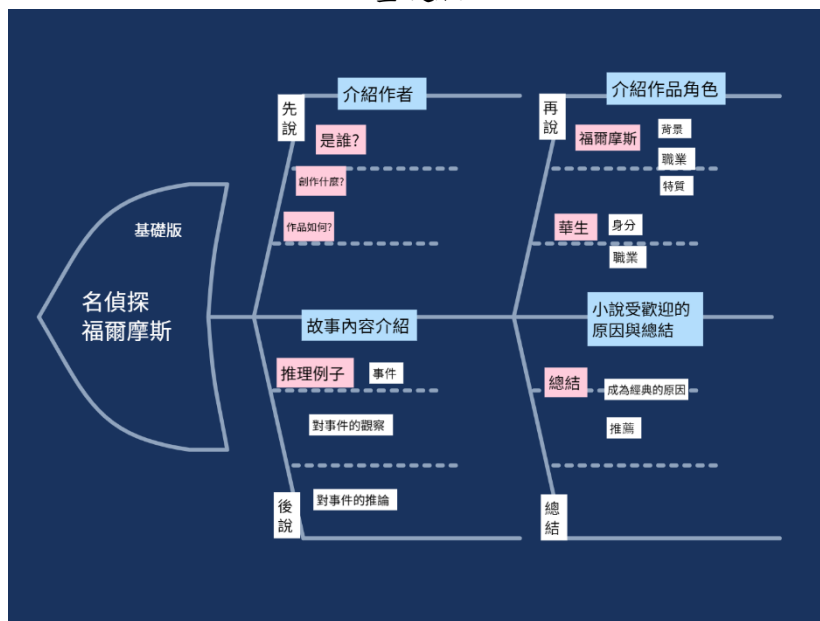 基礎版
名偵探
福爾摩斯
先說
介紹作者
是誰?
創作什麼?
作品如何?
再說
介紹作品角色
福爾摩斯
背景
職業
特質
華生
身分
職業
後說
故事內容介紹
推理例子
事件
對事件的觀察
對事件的推論
總結
小說受歡迎的
原因與總結
總結
成為經典的原因
推薦